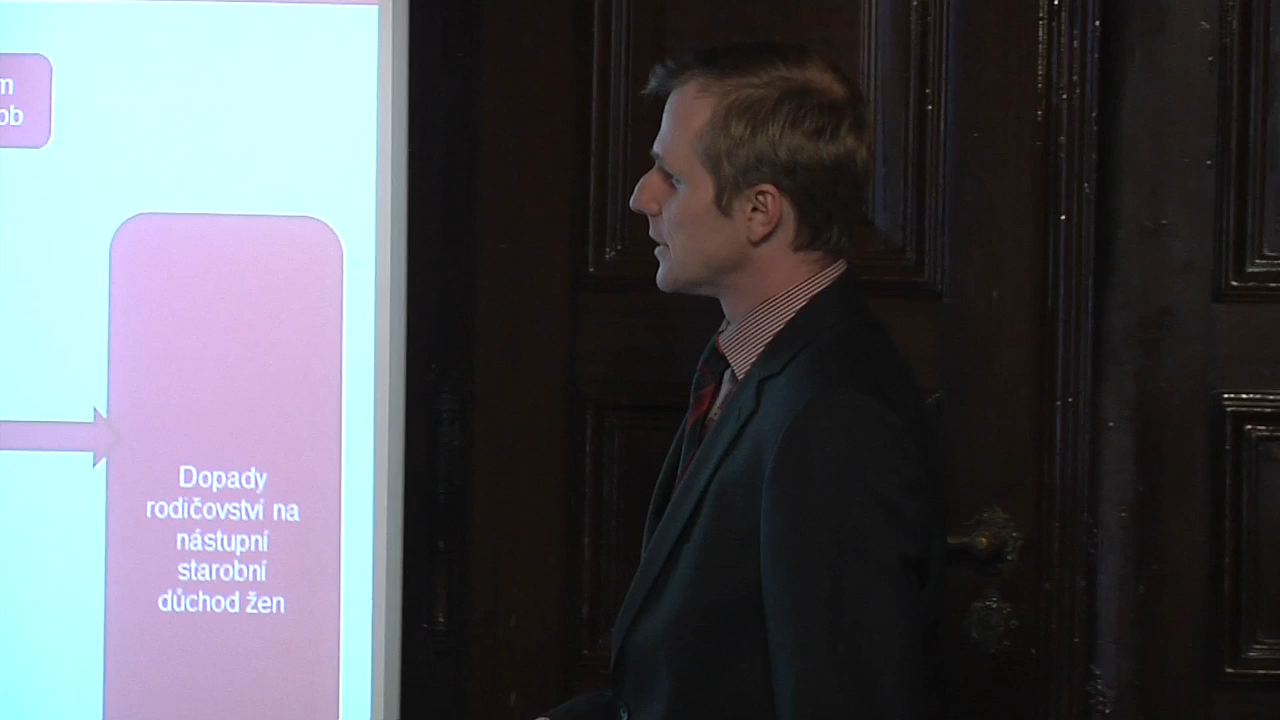 Dopady
rodičovství na
nástupní
starobní
důchod žen